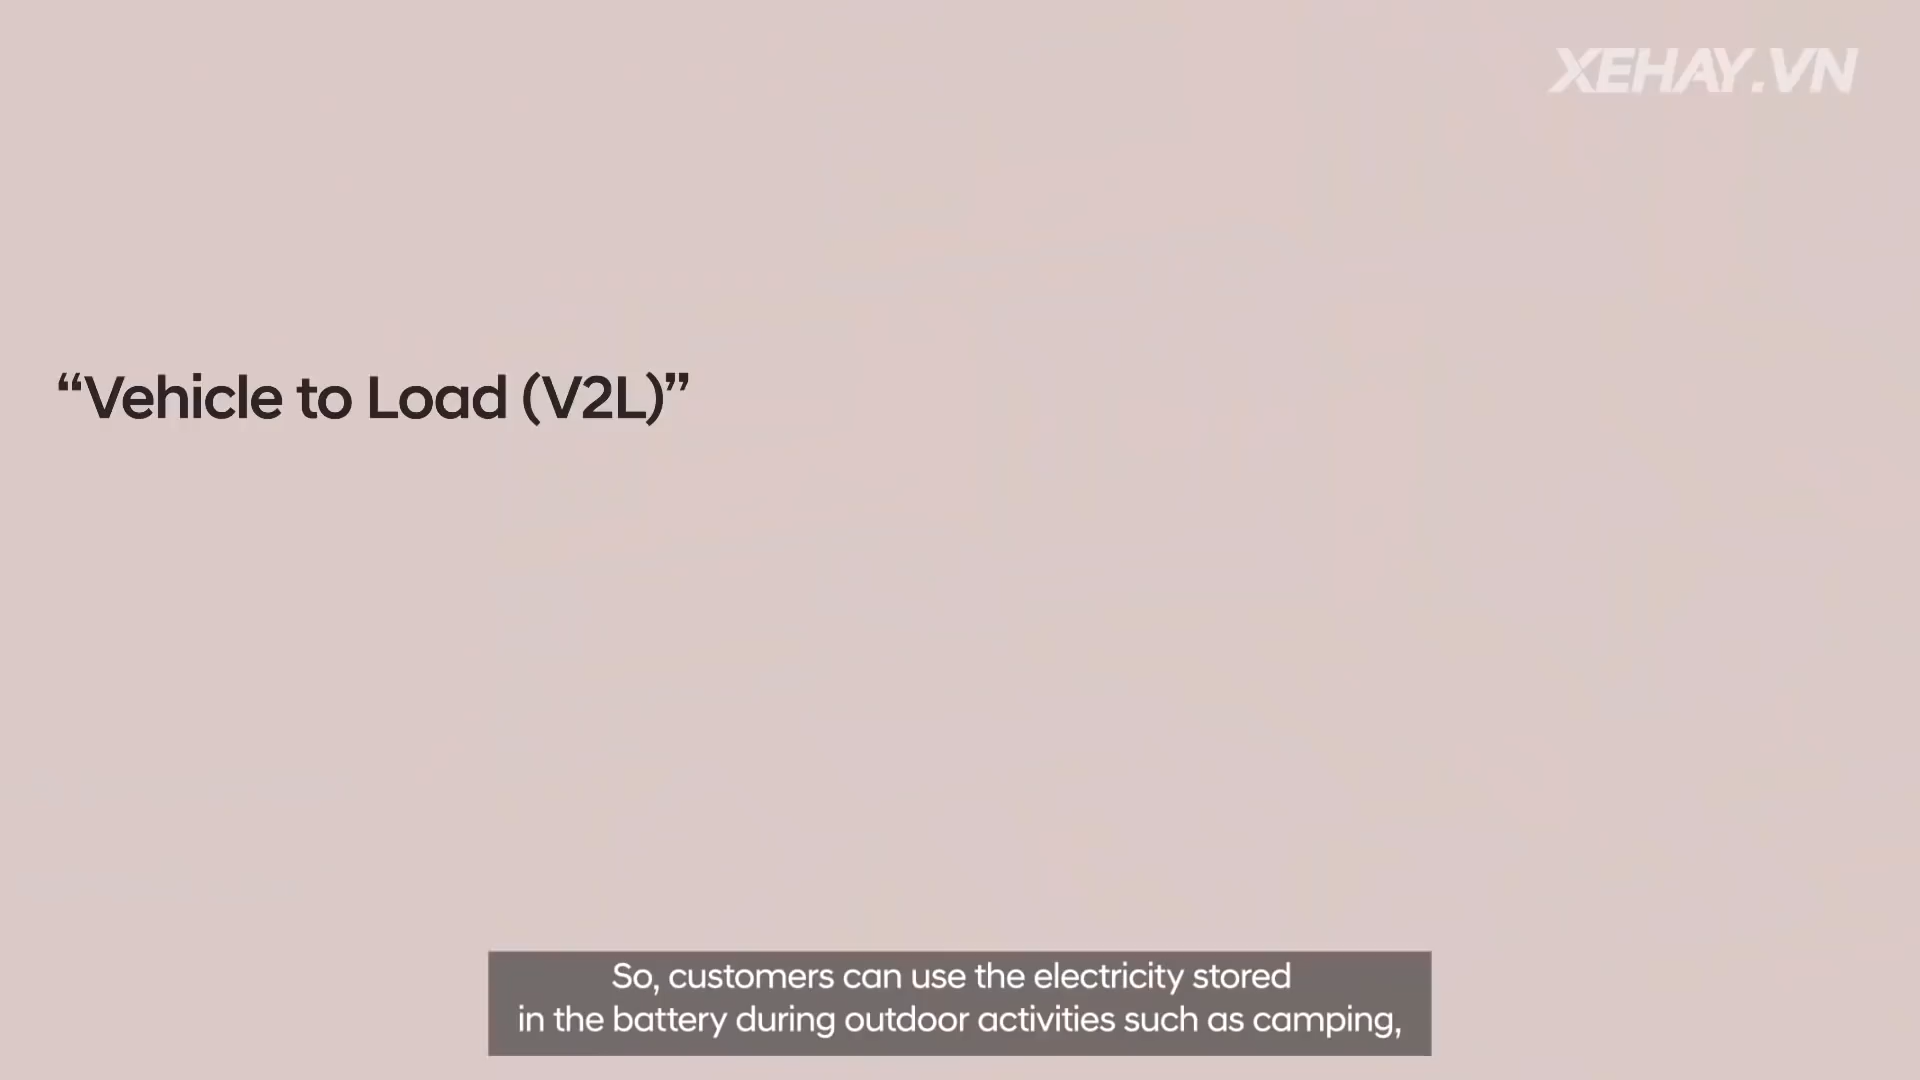 XEHAY.VN
“Vehicle to Load (V2L)”
So, customers can use the electricity stored
in the battery during outdoor activities such as camping,